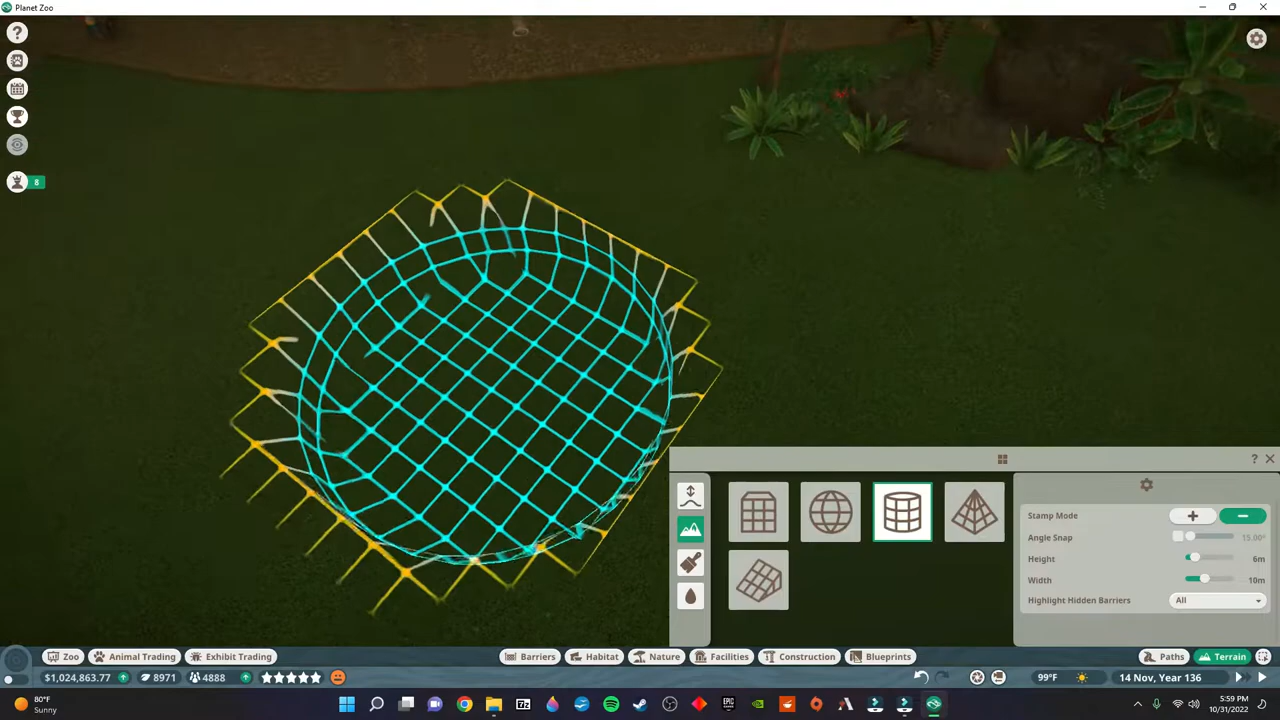 Planet Zoo
8
Stamp Mode
Angle Snap 15.00°
Height 6m
Width 10m
Highlight Hidden Barriers All
Zoo Animal Trading Exhibit Trading Barriers Habitat Nature Facilities Construction Blueprints Paths Terrain
$1,024,863.77 8971 4888 99°F 14 Nov, Year 136
80°F
Sunny
5:59 PM
10/31/2022